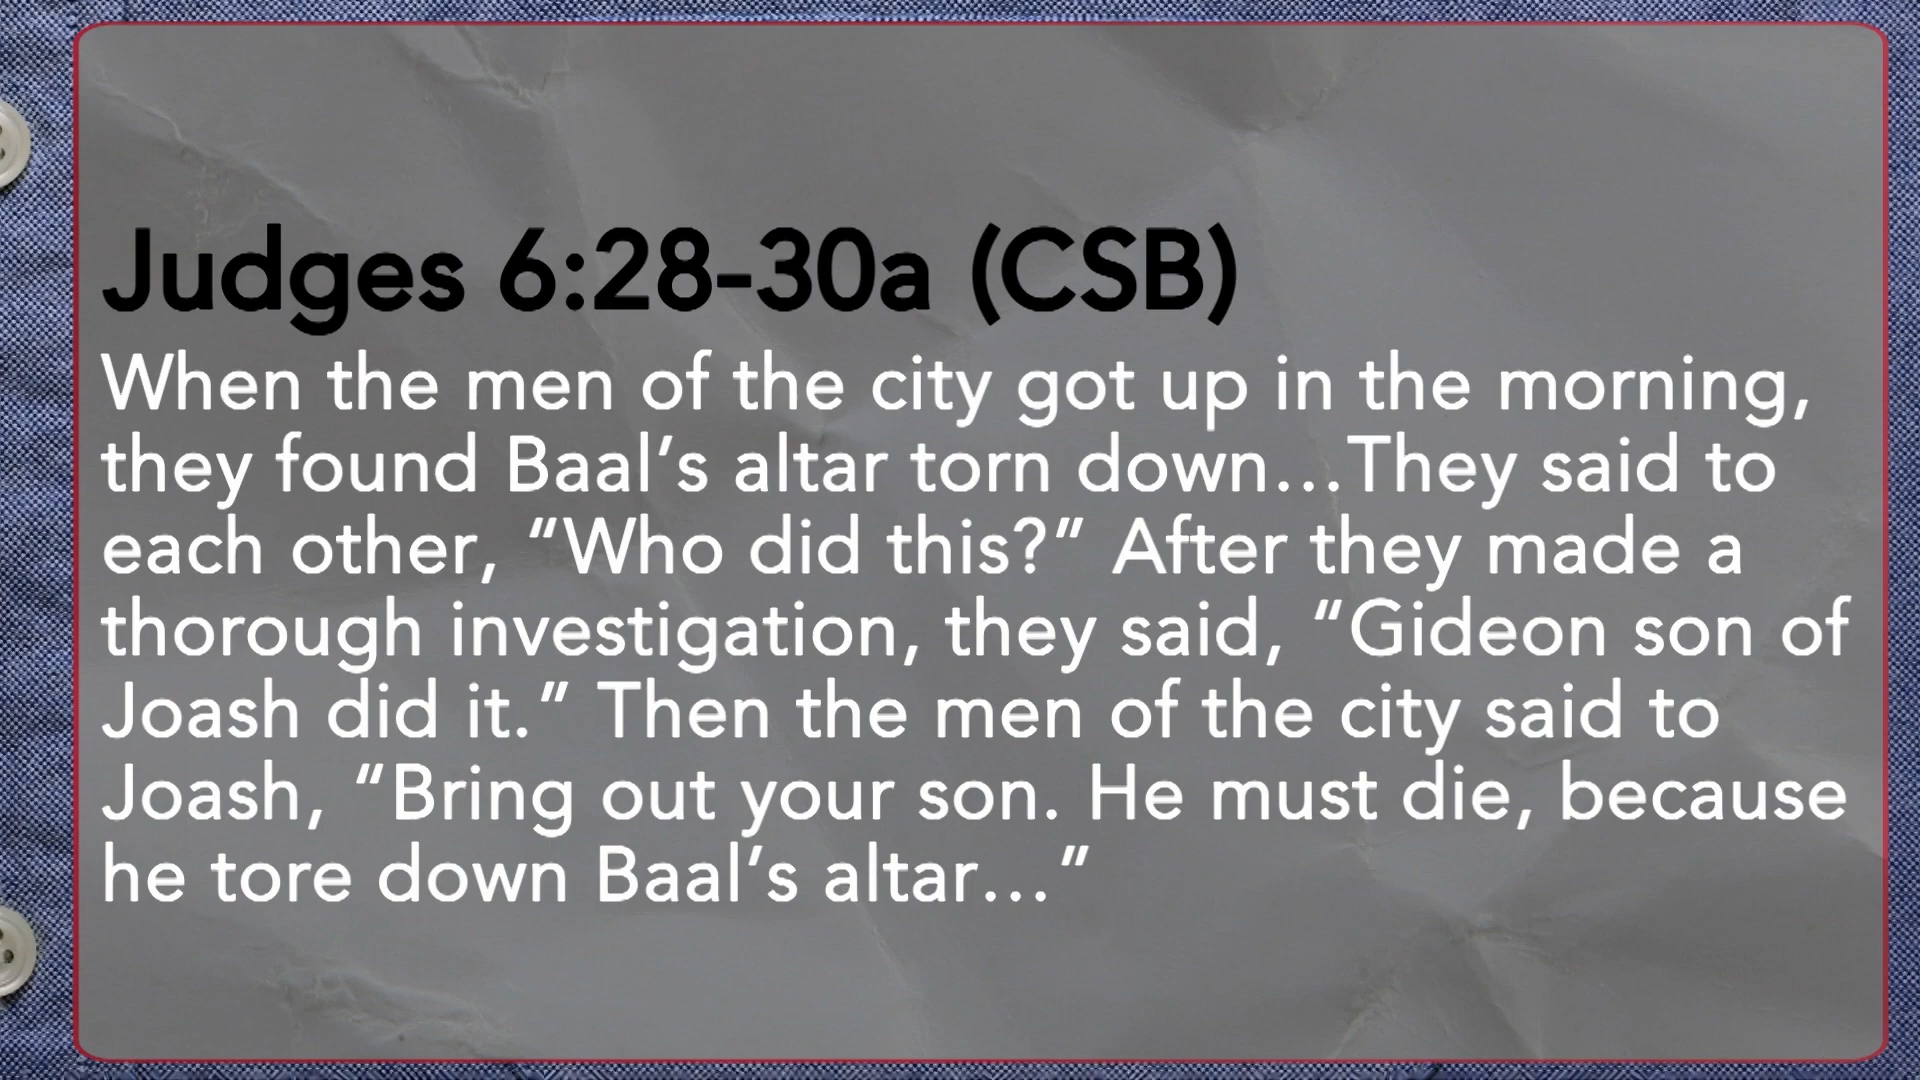 Judges 6:28-30a (CSB)
When the men of the city got up in the morning,
they found Baal’s altar torn down…They said to
each other, “Who did this?” After they made a
thorough investigation, they said, “Gideon son of
Joash did it.” Then the men of the city said to
Joash, “Bring out your son. He must die, because
he tore down Baal’s altar…”